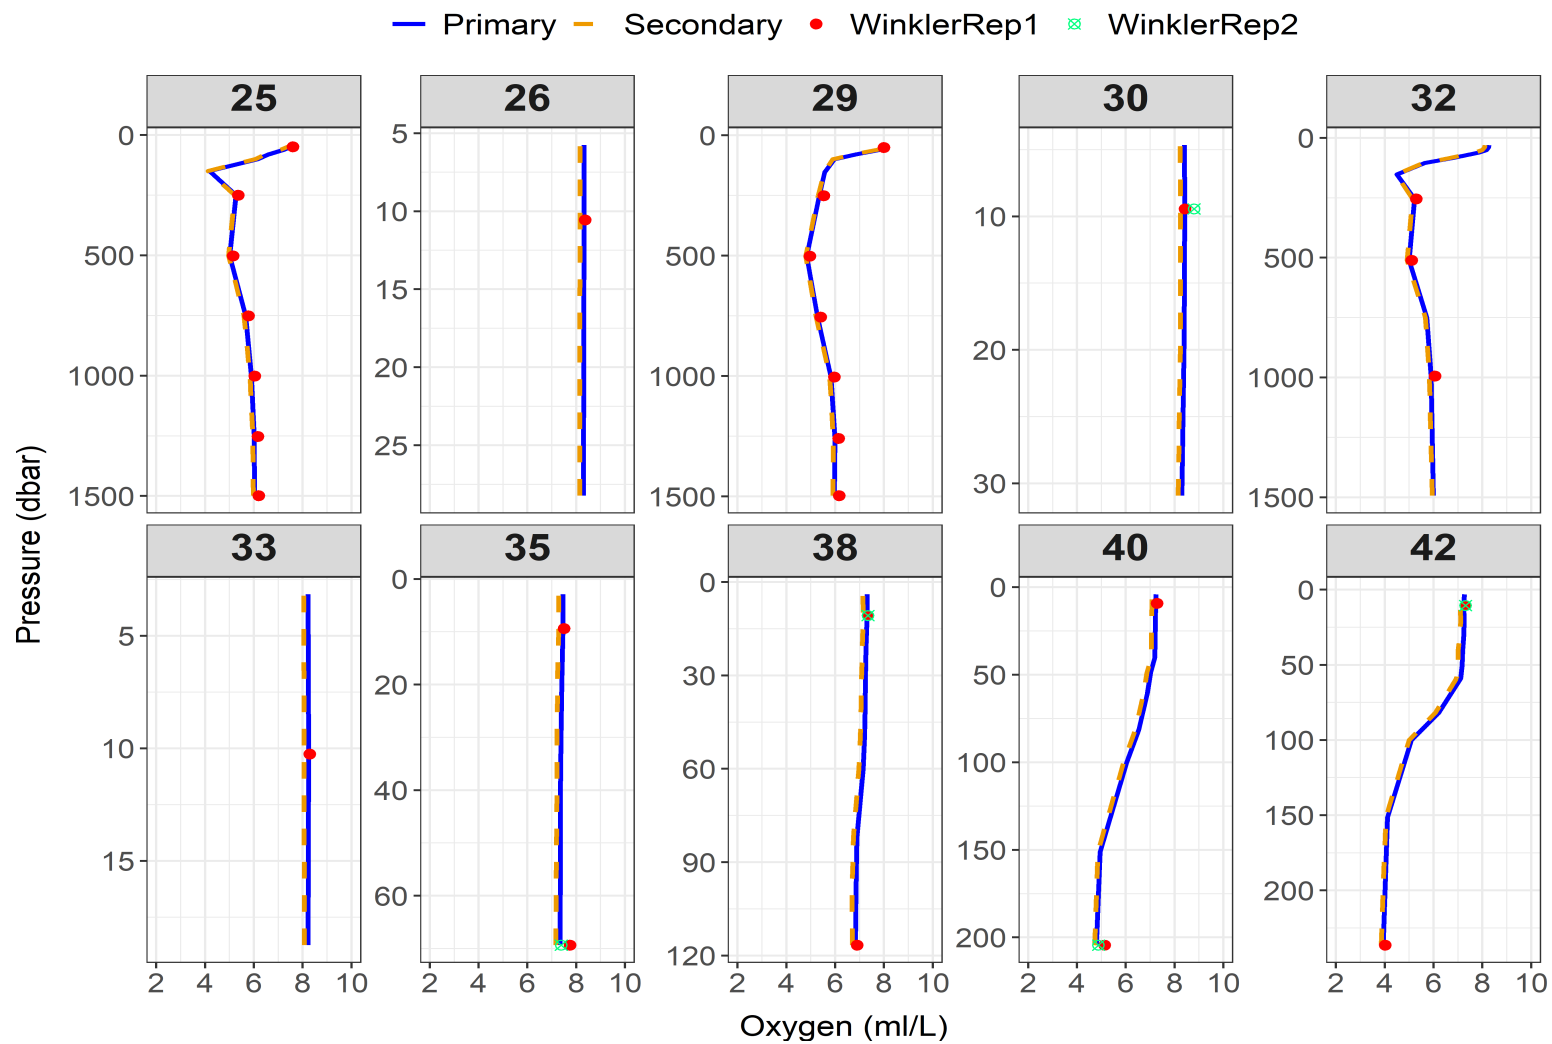 Primary Secondary WinklerRep1 WinklerRep2
25 26 29 30 32
0 500 1000 1500
5 10 15 20 25
0 500 1000 1500
10 20 30
0 500 1000 1500
Pressure (dbar)
33 35 38 40 42
5 10 15
0 20 40 60
0 30 60 90 120
0 50 100 150 200
0 50 100 150 200
2 4 6 8 10 2 4 6 8 10 2 4 6 8 10 2 4 6 8 10 2 4 6 8 10
Oxygen (ml/L)